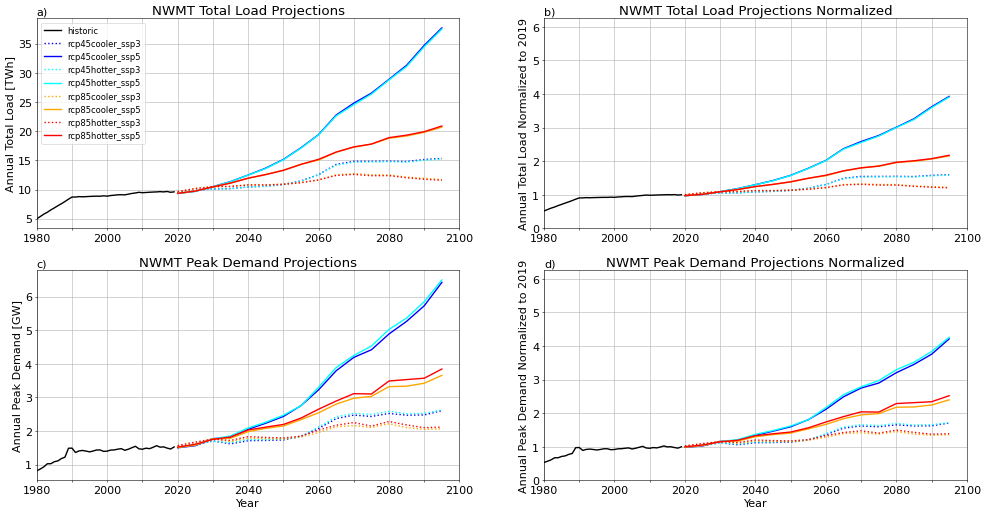 a)
NWMT Total Load Projections
Annual Total Load [TWh]
35
30
25
20
15
10
5
historic
rcp45cooler_ssp3
rcp45cooler_ssp5
rcp45hotter_ssp3
rcp45hotter_ssp5
rcp85cooler_ssp3
rcp85cooler_ssp5
rcp85hotter_ssp3
rcp85hotter_ssp5
1980 2000 2020 2040 2060 2080 2100
b)
NWMT Total Load Projections Normalized
Annual Total Load Normalized to 2019
6
5
4
3
2
1
0
1980 2000 2020 2040 2060 2080 2100
c)
NWMT Peak Demand Projections
Annual Peak Demand [GW]
6
5
4
3
2
1
1980 2000 2020 2040 2060 2080 2100
Year
d)
NWMT Peak Demand Projections Normalized
Annual Peak Demand Normalized to 2019
6
5
4
3
2
1
0
1980 2000 2020 2040 2060 2080 2100
Year